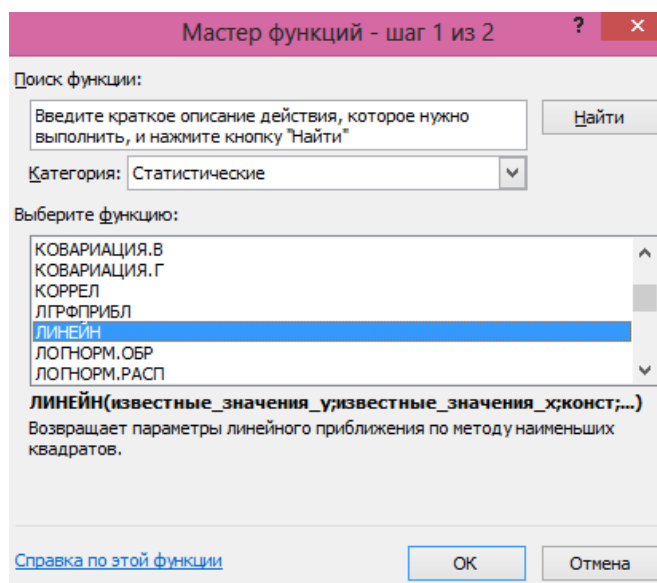 Мастер функций - шаг 1 из 2
?
×
Поиск функции:
Введите краткое описание действия, которое нужно
выполнить, и нажмите кнопку "Найти"
Найти
Категория: Статистические
Выберите функцию:
КОВАРИАЦИЯ.В
КОВАРИАЦИЯ.Г
КОРРЕЛ
ЛГРФПРИБЛ
ЛИНЕЙН
ЛОГНОРМ.ОБР
ЛОГНОРМ.РАСП
ЛИНЕЙН(известные_значения_y;известные_значения_x;конст;...)
Возвращает параметры линейного приближения по методу наименьших
квадратов.
Справка по этой функции
ОК
Отмена